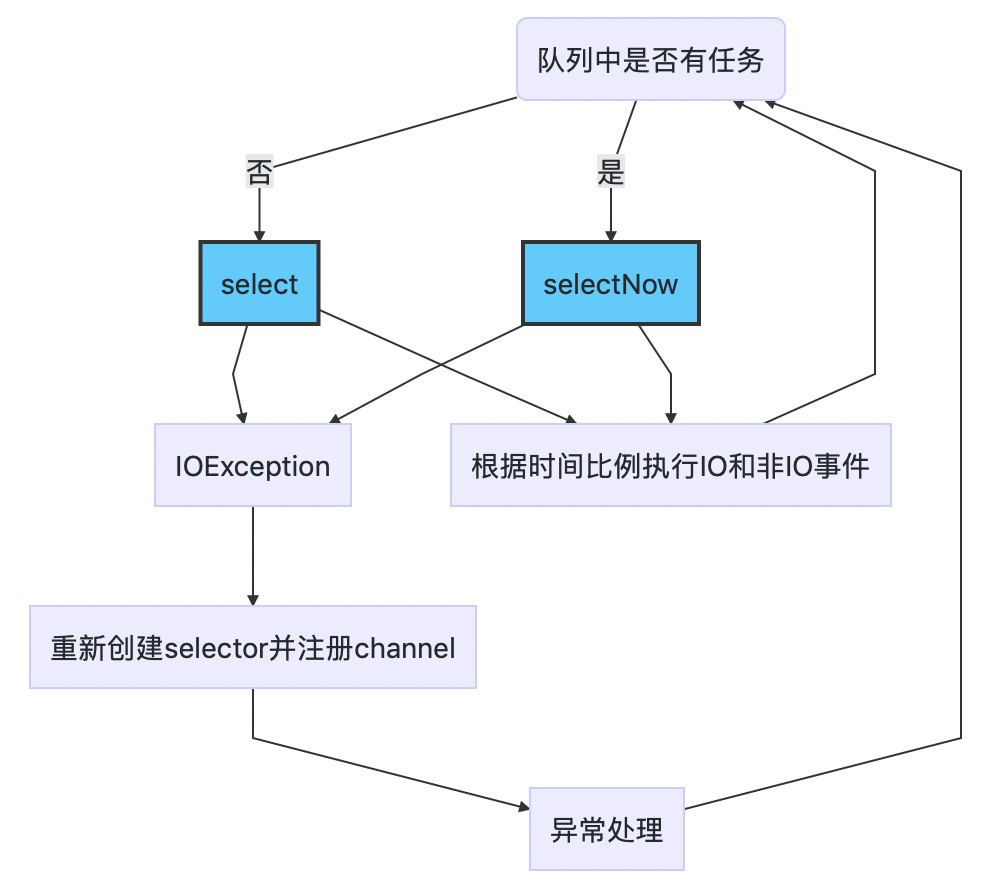 队列中是否有任务
否
是
select
selectNow
IOException
根据时间比例执行IO和非IO事件
重新创建selector并注册channel
异常处理